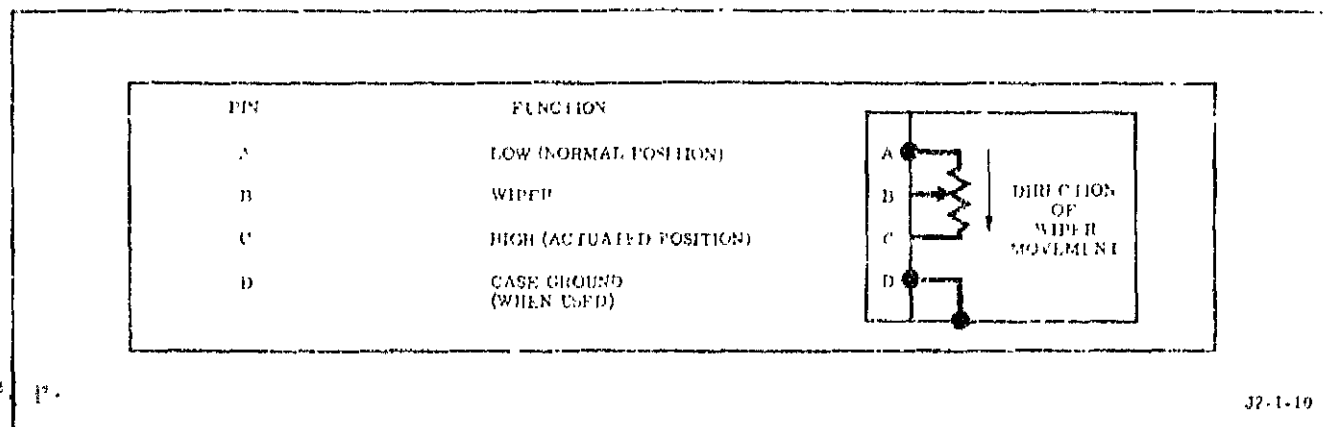 PIN FUNCTION
A LOW (NORMAL POSITION)
B WIPER
C HIGH (ACTUATED POSITION)
D CASE GROUND
(WHEN USED)
A
B
C
D
DIRECTION
OF
WIPER
MOVEMENT
J2-1-10